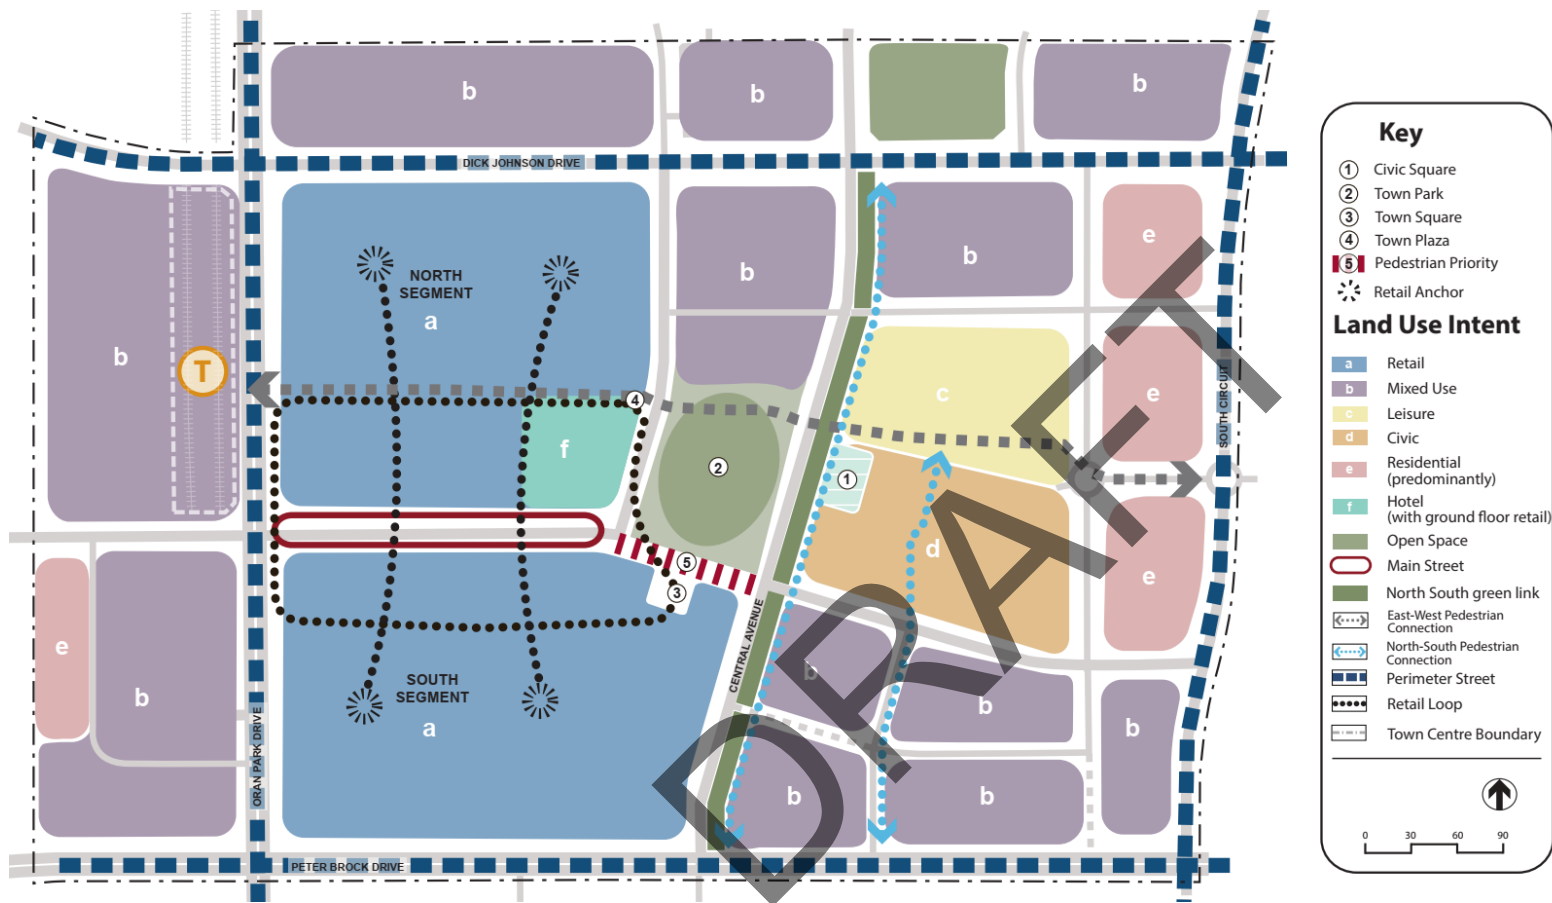 b
b
b
DICK JOHNSON DRIVE
NORTH
SEGMENT
a
b
b
e
b
T
4
c
e
SOUTH CIRCUIT
f
2
1
d
5
3
e
e
b
SOUTH
SEGMENT
a
CENTRAL AVENUE
b
b
b
b
b
ORAN PARK DRIVE
PETER BROCK DRIVE
DRAFT
Key
1 Civic Square
2 Town Park
3 Town Square
4 Town Plaza
5 Pedestrian Priority
Retail Anchor
Land Use Intent
a Retail
b Mixed Use
c Leisure
d Civic
e Residential
(predominantly)
f Hotel
(with ground floor retail)
Open Space
Main Street
North South green link
East-West Pedestrian
Connection
North-South Pedestrian
Connection
Perimeter Street
Retail Loop
Town Centre Boundary
0 30 60 90